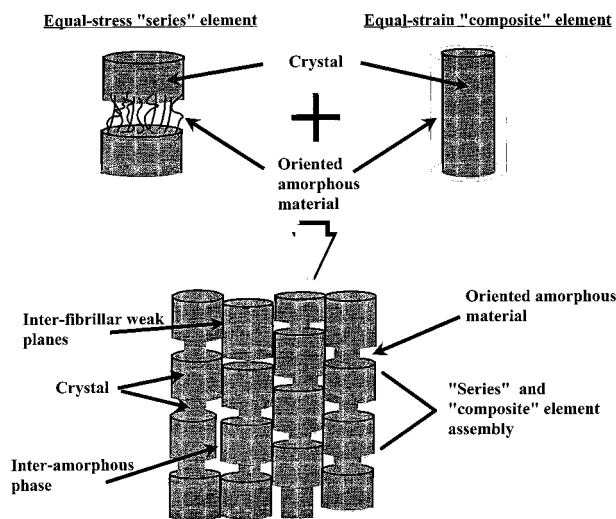 Equal-stress "series" element
Equal-strain "composite" element
Crystal
Oriented
amorphous
material
Inter-fibrillar weak
planes
Oriented amorphous
material
Crystal
"Series" and
"composite" element
assembly
Inter-amorphous
phase